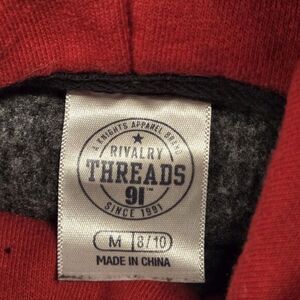 A KNIGHTS APPAREL BRAND
RIVALRY
THREADS
91™
SINCE 1991
M 8/10
MADE IN CHINA